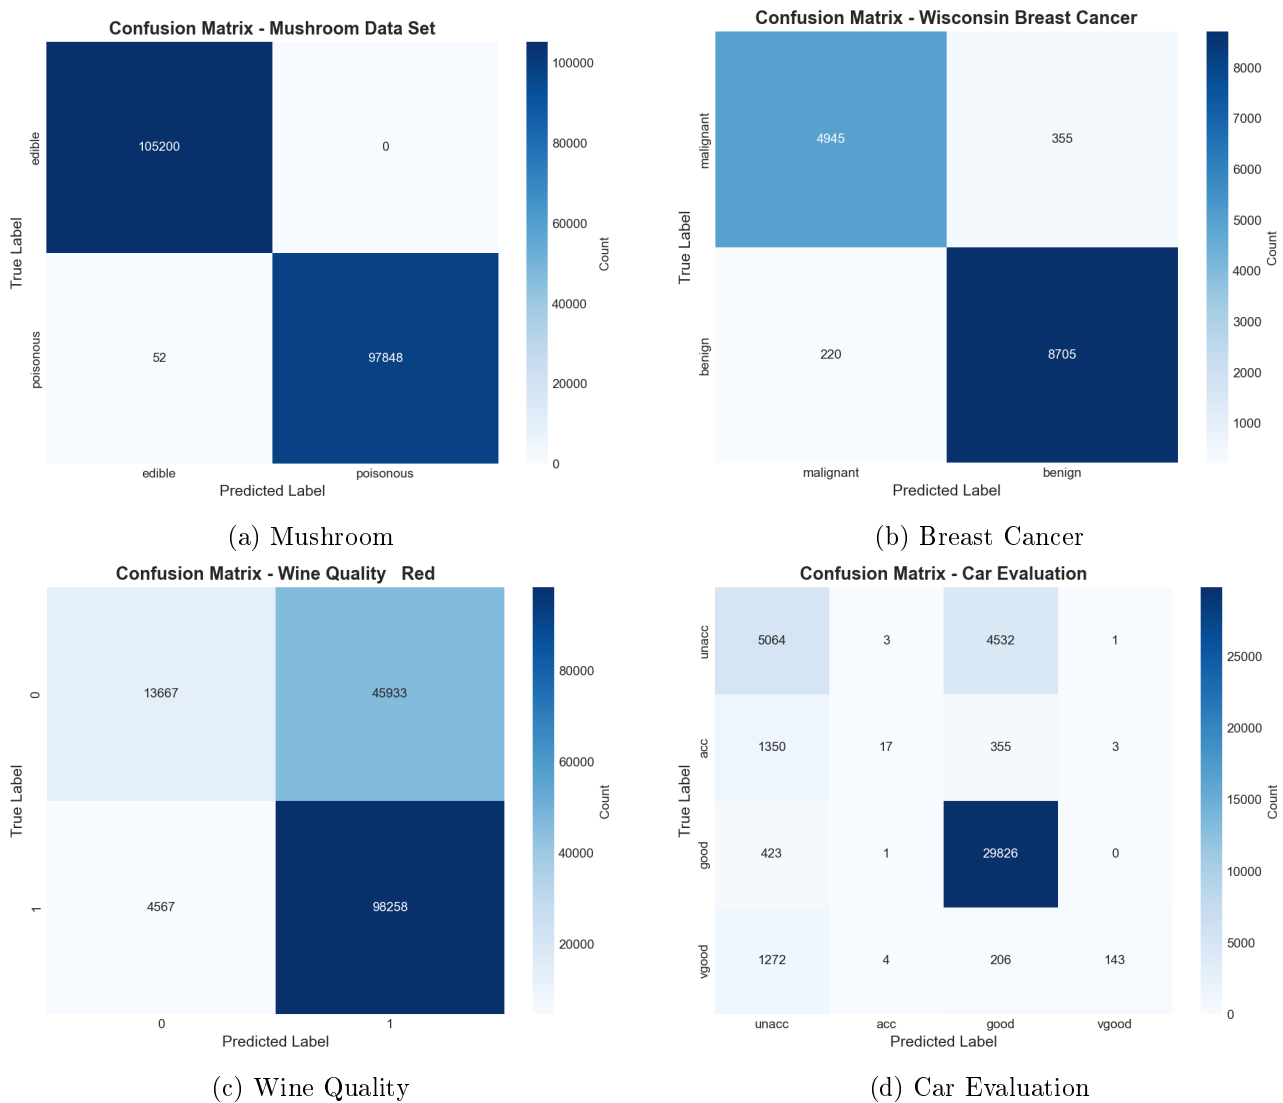 Confusion Matrix - Mushroom Data Set
True Label
edible
poisonous
105200 0
52 97848
edible poisonous
Predicted Label
100000
80000
60000
40000
20000
0
Count
(a) Mushroom
Confusion Matrix - Wisconsin Breast Cancer
True Label
malignant
benign
4945 355
220 8705
malignant benign
Predicted Label
8000
7000
6000
5000
4000
3000
2000
1000
Count
(b) Breast Cancer
Confusion Matrix - Wine Quality   Red
True Label
0
1
13667 45933
4567 98258
0 1
Predicted Label
80000
60000
40000
20000
Count
(c) Wine Quality
Confusion Matrix - Car Evaluation
True Label
unacc
acc
good
vgood
5064 3 4532 1
1350 17 355 3
423 1 29826 0
1272 4 206 143
unacc acc good vgood
Predicted Label
25000
20000
15000
10000
5000
0
Count
(d) Car Evaluation